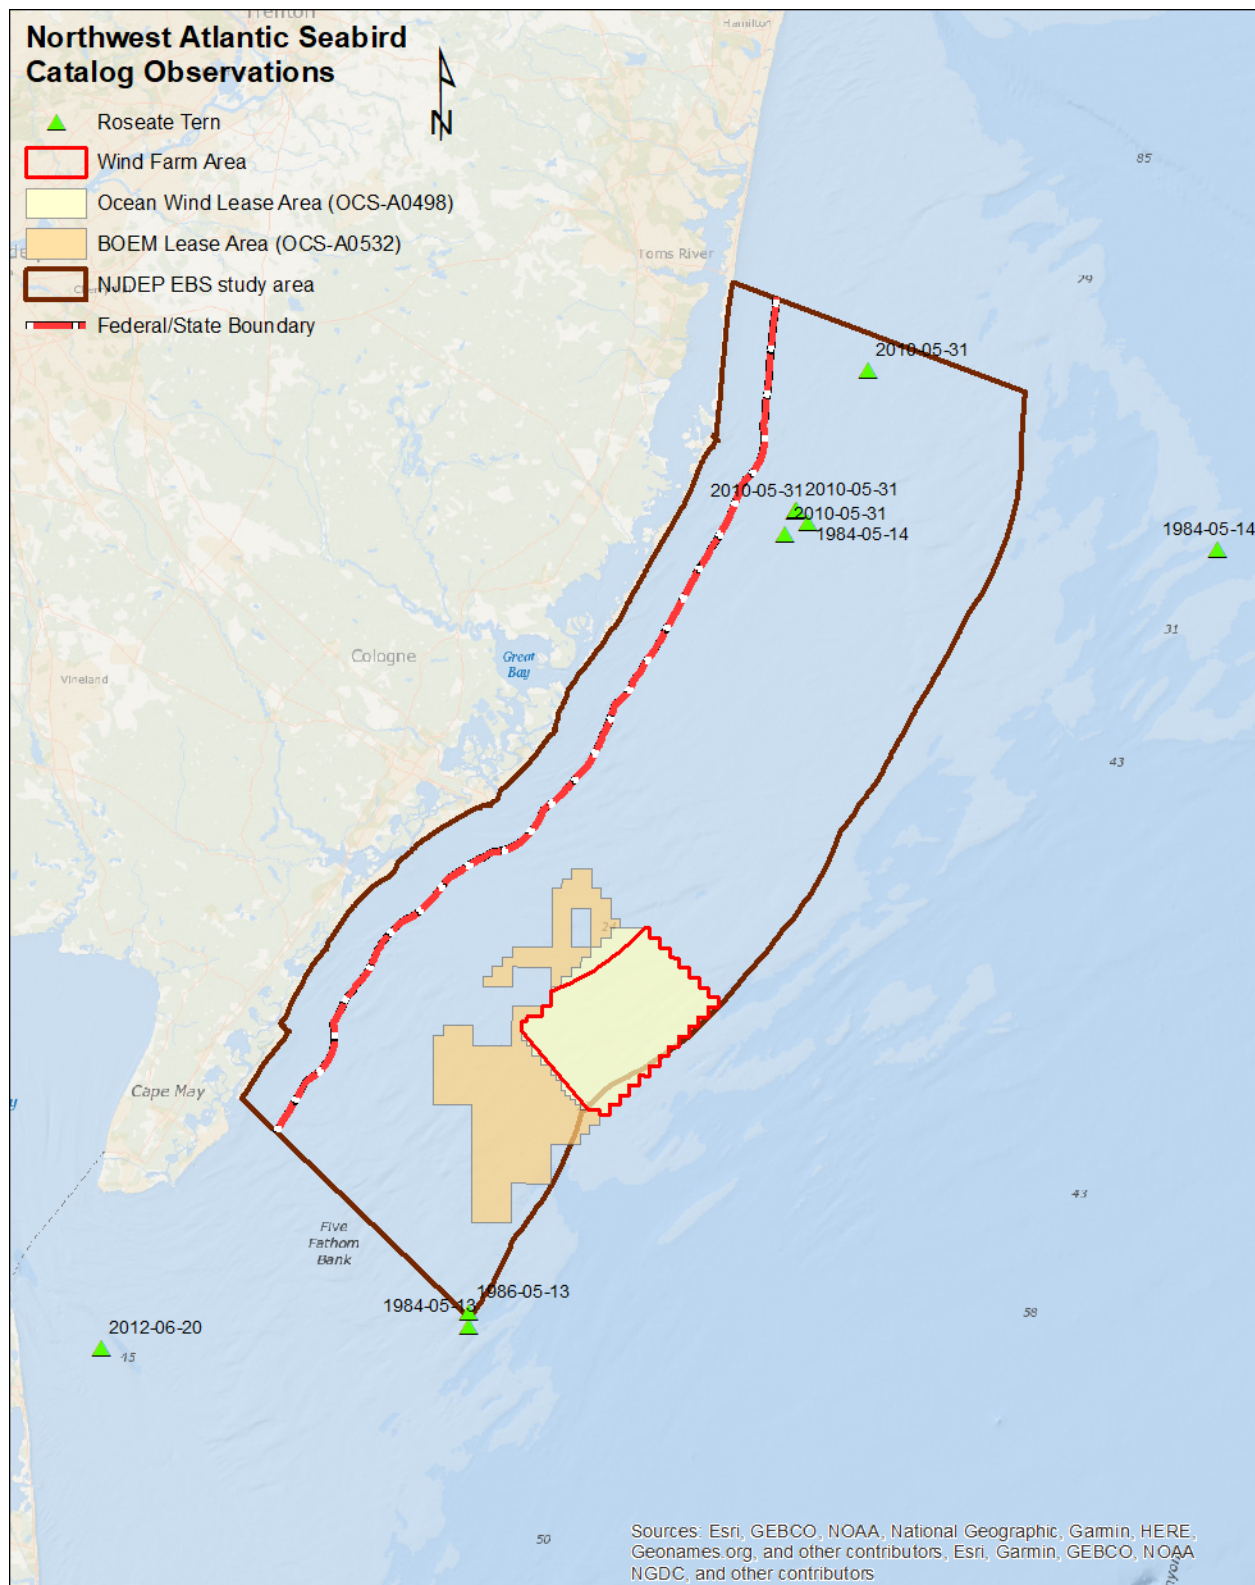 Trenton
Hamilton
Northwest Atlantic Seabird
Catalog Observations
N
Roseate Tern
Wind Farm Area
Ocean Wind Lease Area (OCS-A0498)
BOEM Lease Area (OCS-A0532)
NJDEP EBS study area
Federal/State Boundary
85
Toms River
29
2010-05-31
2010-05-31 2010-05-31
2010-05-31
1984-05-14
1984-05-14
31
Cologne
Great
Bay
Vineland
43
24
Cape May
43
Five
Fathom
Bank
1986-05-13
1984-05-13
58
2012-06-20
45
50
Sources: Esri, GEBCO, NOAA, National Geographic, Garmin, HERE,
Geonames.org, and other contributors, Esri, Garmin, GEBCO, NOAA
NGDC, and other contributors